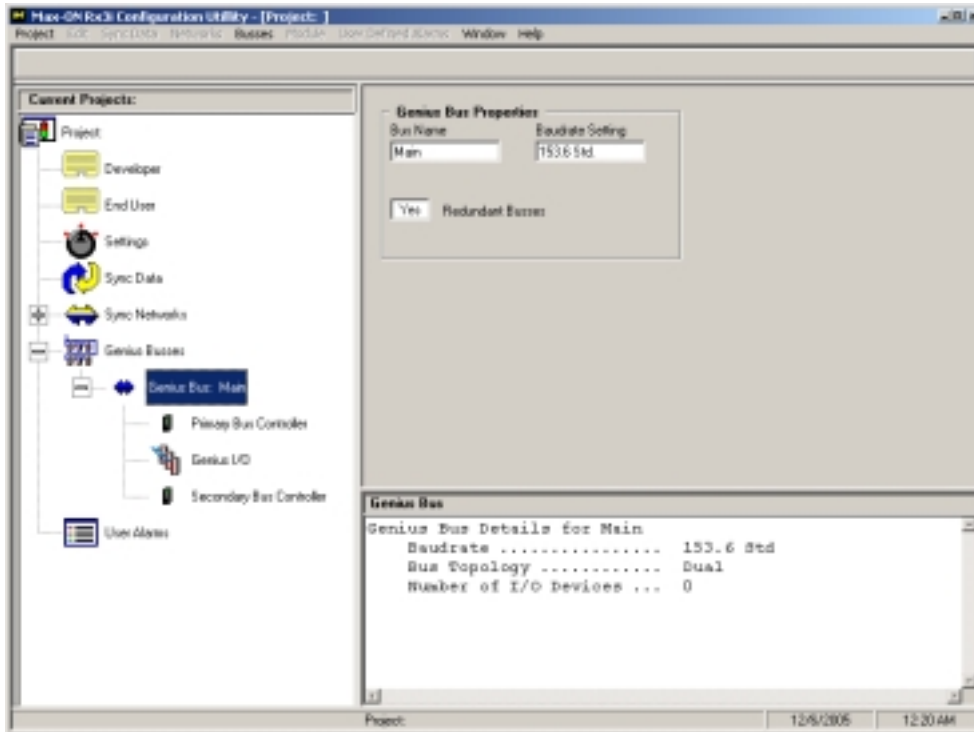 Max-ON Rx3i Configuration Utility - [Project: ]
Project Edit Sync Data Networks Busses Module User Defined Alarms Window Help
Current Projects:
Project
Developer
End User
Settings
Sync Data
Sync Networks
Genius Busses
Genius Bus: Main
Primary Bus Controller
Genius I/O
Secondary Bus Controller
User Alarms
Genius Bus Properties
Bus Name Baudrate Setting
Main 153.6 Std.
Yes Redundant Busses
Genius Bus
Genius Bus Details for Main
Baudrate ................ 153.6 Std
Bus Topology ............ Dual
Number of I/O Devices ... 0
Project: 12/6/2005 12:20 AM